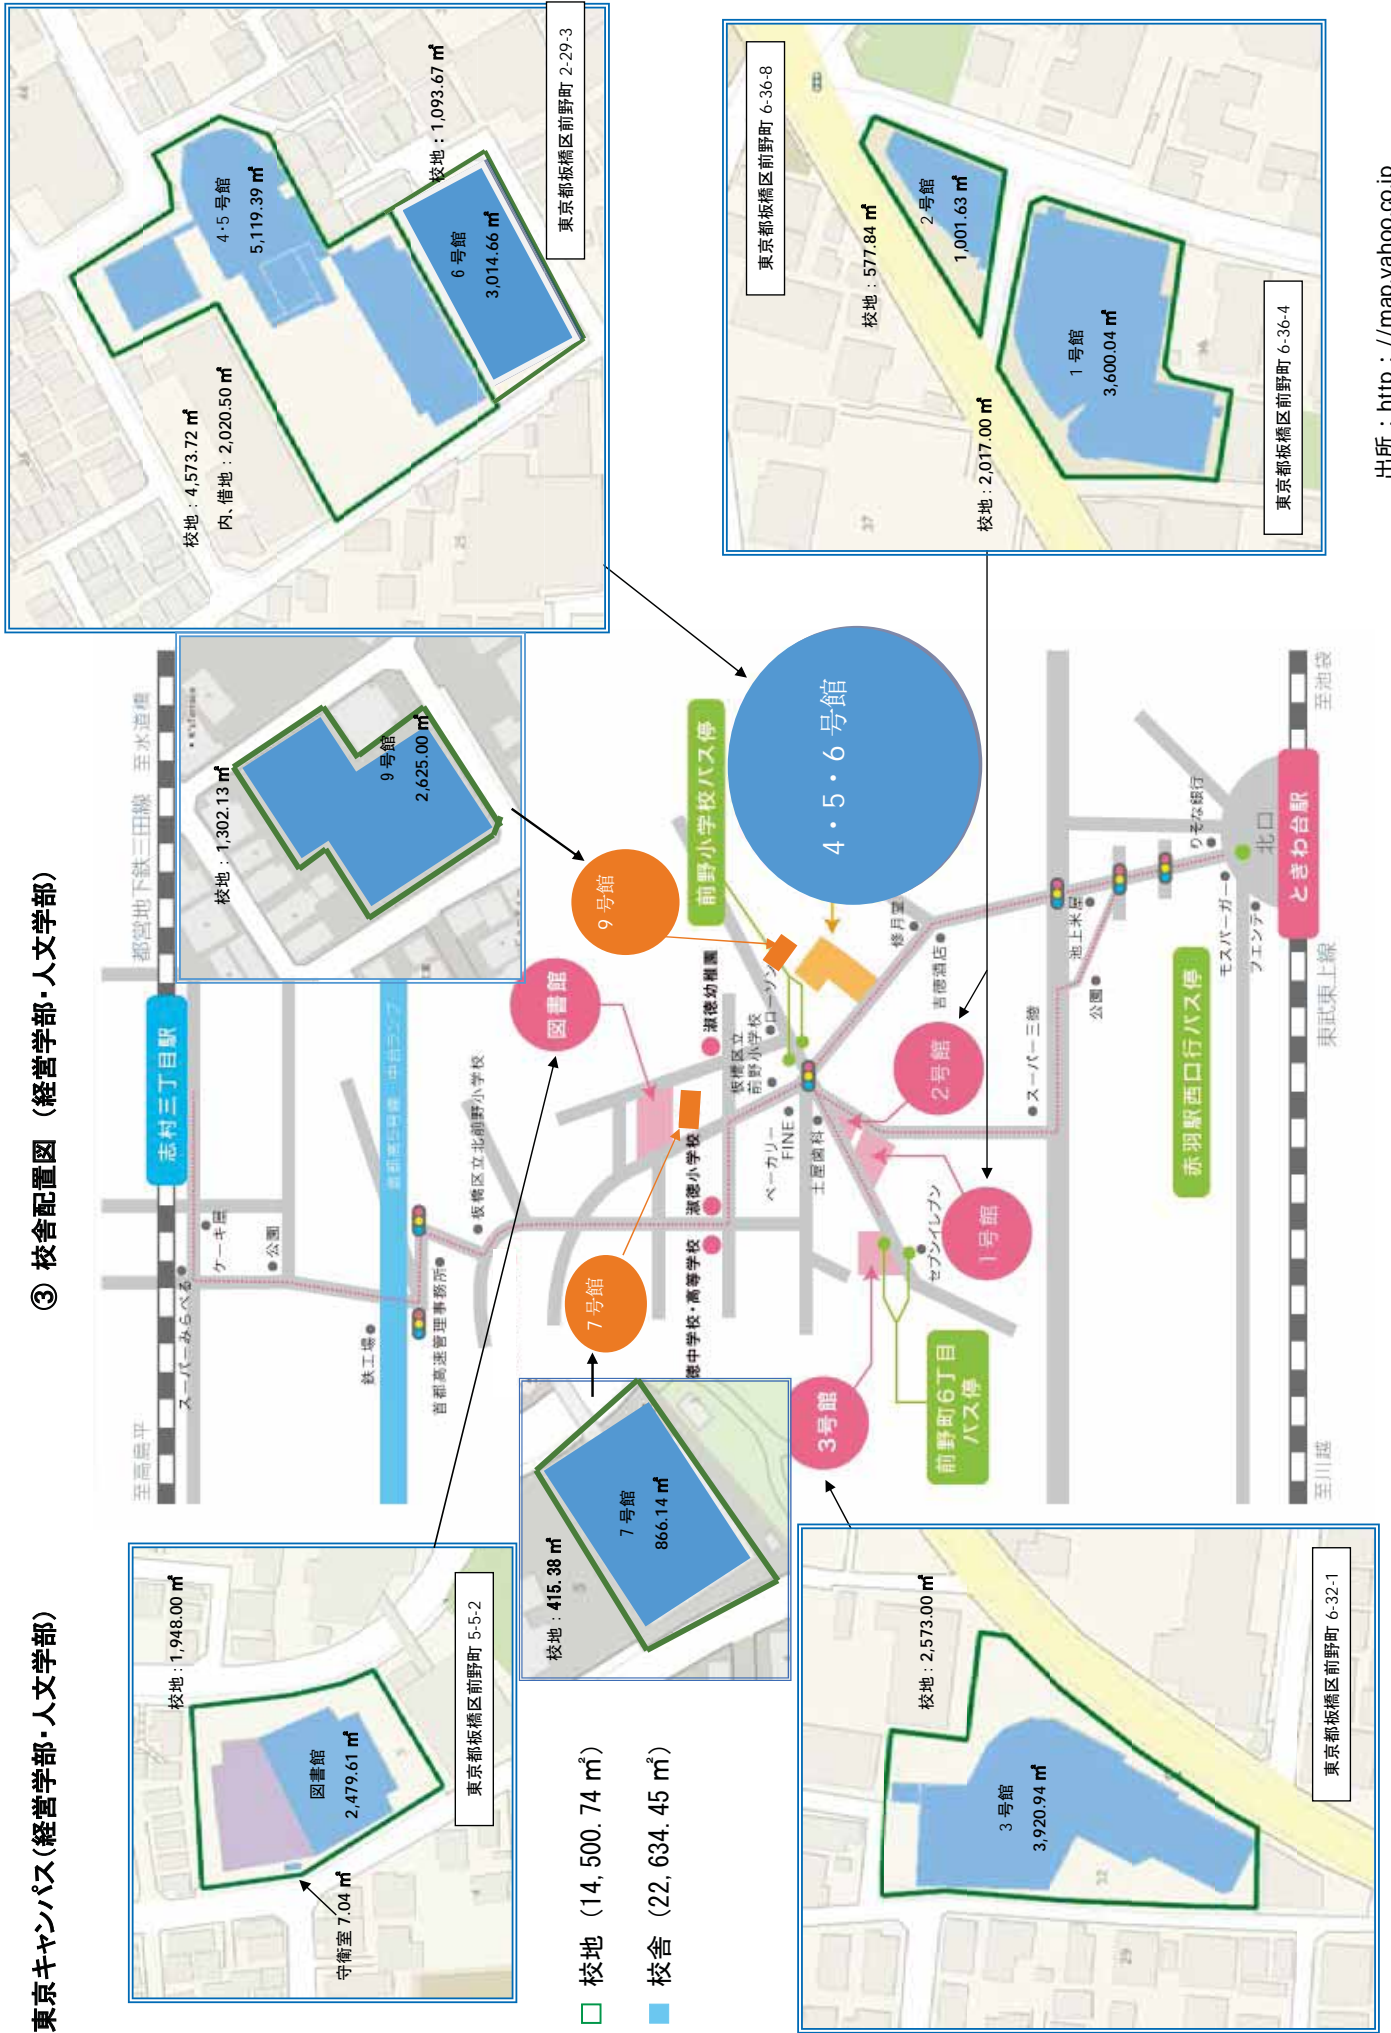 東京キャンパス(経営学部・人文学部)
③ 校舎配置図 (経営学部・人文学部)
校地:1,948.00 ㎡
図書館
2,479.61 ㎡
守衛室 7.04 ㎡
東京都板橋区前野町 5-5-2
校地 (14,500.74 ㎡)
校舎 (22,634.45 ㎡)
校地:2,573.00 ㎡
3 号館
3,920.94 ㎡
32
29
東京都板橋区前野町 6-32-1
校地:415.38 ㎡
7 号館
866.14 ㎡
校地:1,302.13 ㎡
9 号館
2,625.00 ㎡
校地:4,573.72 ㎡
内、借地:2,020.50 ㎡
4・5 号館
5,119.39 ㎡
校地:1,093.67 ㎡
6 号館
3,014.66 ㎡
東京都板橋区前野町 2-29-3
東京都板橋区前野町 6-36-8
校地:577.84 ㎡
2 号館
1,001.63 ㎡
校地:2,017.00 ㎡
1 号館
3,600.04 ㎡
37
東京都板橋区前野町 6-36-4
至高島平
志村三丁目駅
都営地下鉄三田線
至水道橋
スーパーみらべる
ケーキ屋
公園
鉄工場
首都高速管理事務所
板橋区立北前野小学校
図書館
9 号館
7 号館
徳中学校・高等学校
淑徳小学校
淑徳幼稚園
前野小学校バス停
板橋区立
前野小学校
ローソン
ベーカリー
FINE
土屋歯科
4・5・6 号館
3号館
1号館
2号館
セブンイレブン
前野町6丁目
バス停
修月堂
吉徳酒店
スーパー三徳
池上米屋
公園
赤羽駅西口行バス停
りそな銀行
モスバーガー
フェンテ
北口
至川越
東武東上線
ときわ台駅
至池袋
出所:http://map.yahoo.co.jp